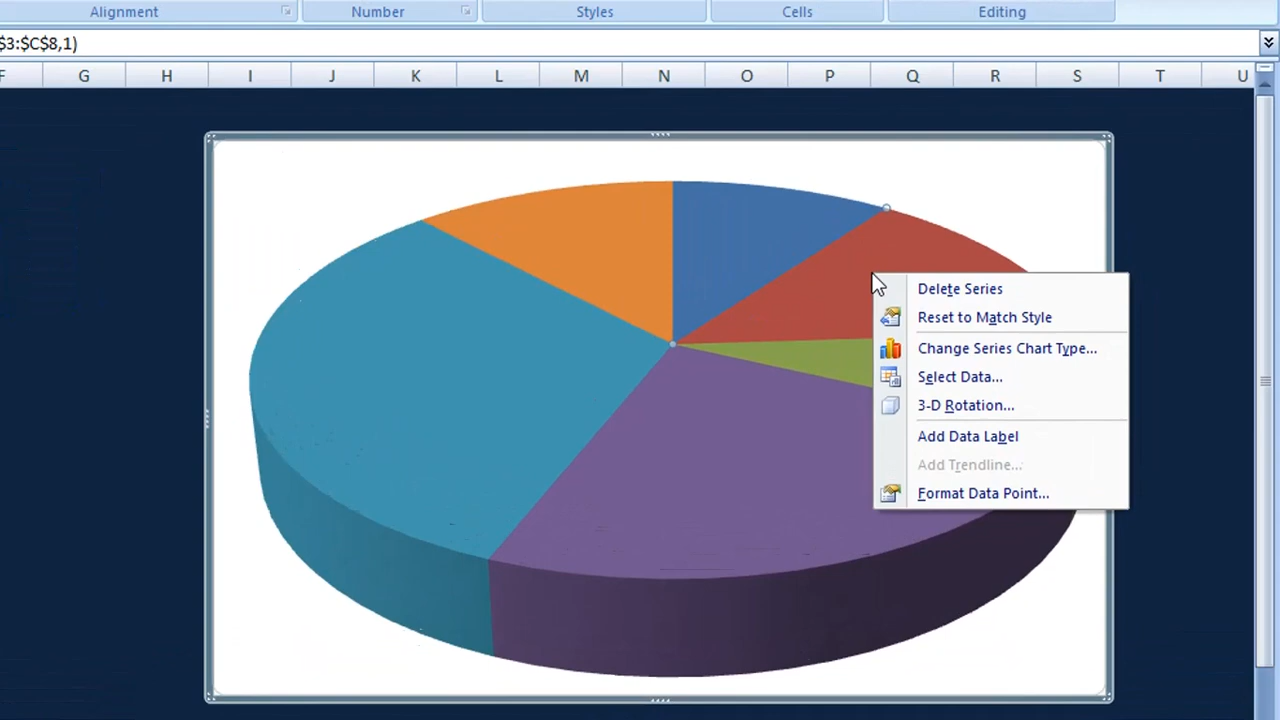 Alignment Number Styles Cells Editing
$3:$C$8,1)
F G H I J K L M N O P Q R S T U
Delete Series
Reset to Match Style
Change Series Chart Type...
Select Data...
3-D Rotation...
Add Data Label
Add Trendline...
Format Data Point...